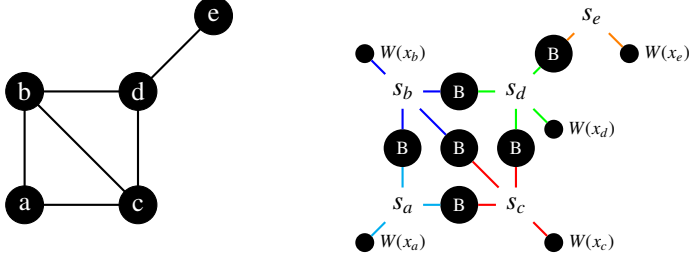 e
b d
a c
s_e
W(x_b) B W(x_e)
s_b B s_d
W(x_d)
B B B
s_a B s_c
W(x_a) W(x_c)